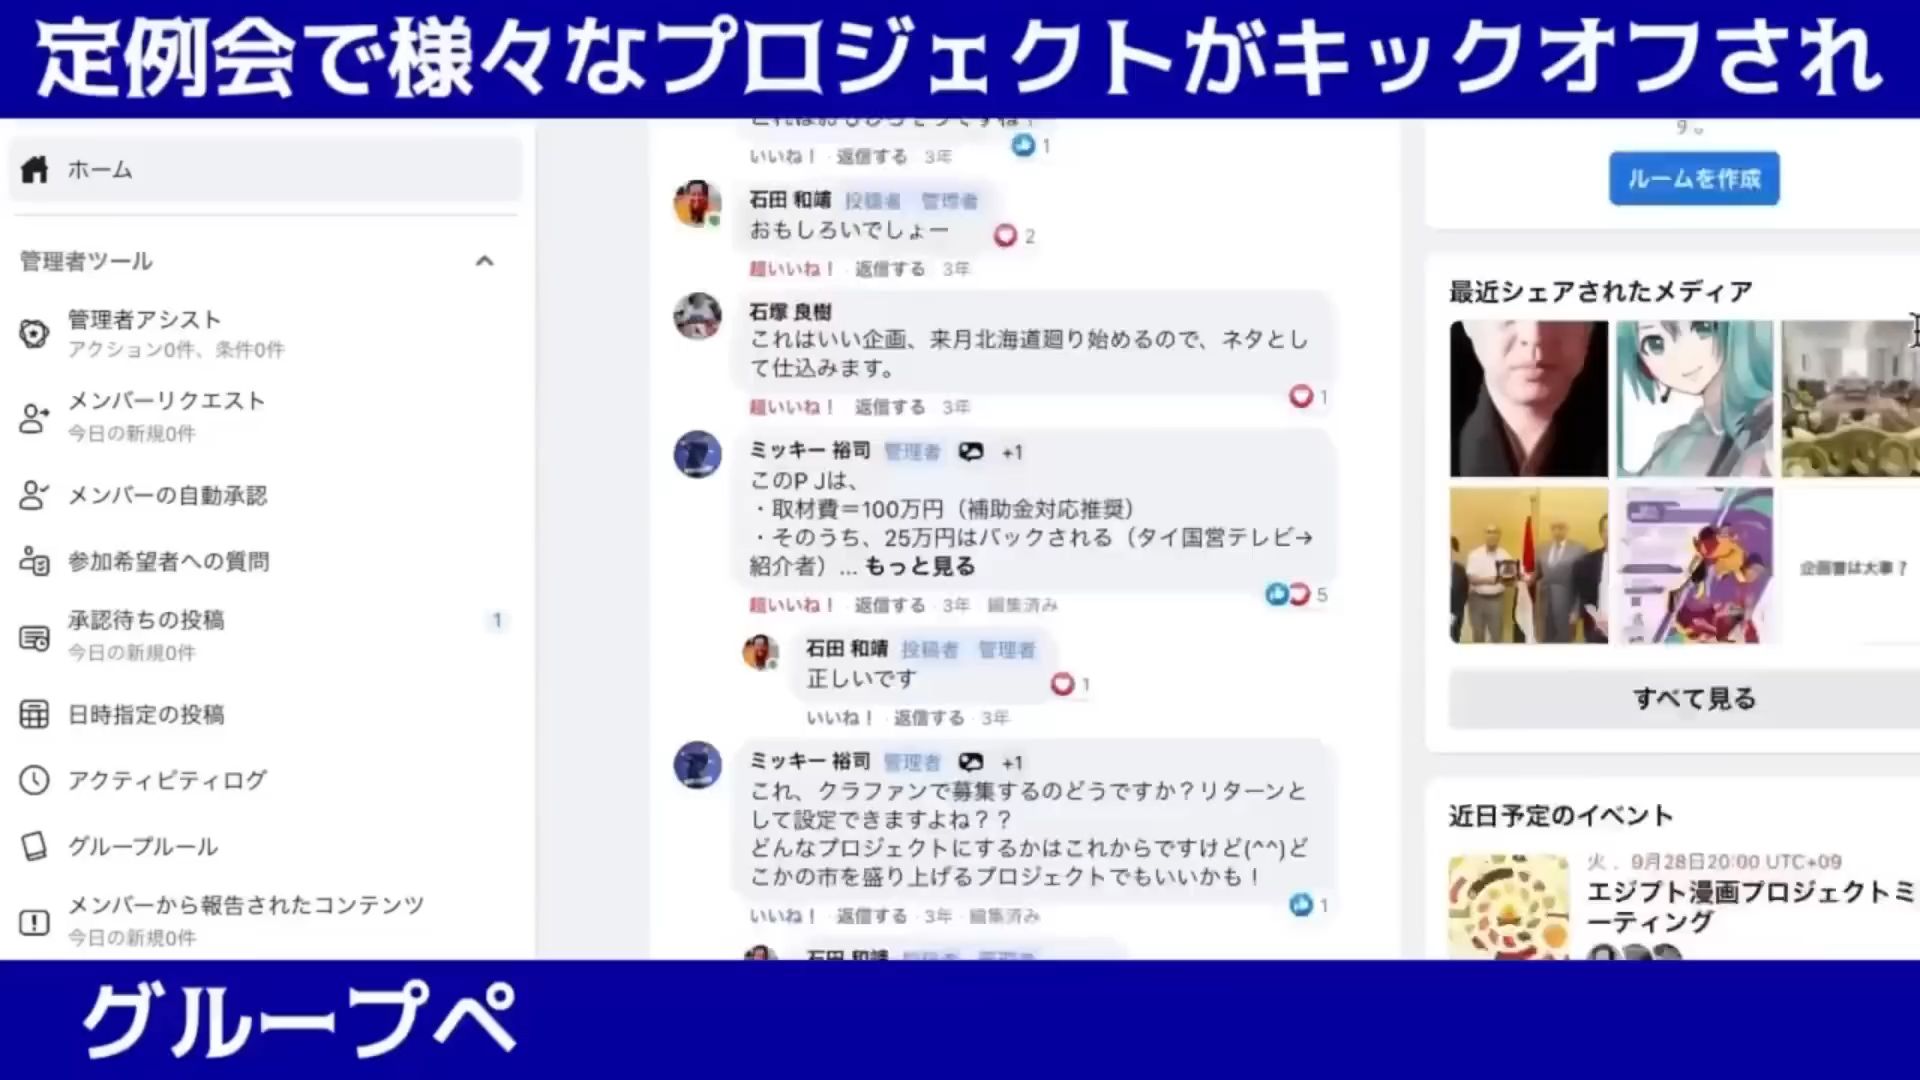 定例会で様々なプロジェクトがキックオフされ
ホーム
管理者ツール
管理者アシスト
アクション0件、条件0件
メンバーリクエスト
今日の新規0件
メンバーの自動承認
参加希望者への質問
承認待ちの投稿
1
今日の新規0件
日時指定の投稿
アクティビティログ
グループルール
メンバーから報告されたコンテンツ
今日の新規0件
いいね！ · 返信する 3年
1
石田 和靖 投稿者 管理者
おもしろいでしょー
2
超いいね！ · 返信する 3年
石塚 良樹
これはいい企画、来月北海道廻り始めるので、ネタとし
て仕込みます。
1
超いいね！ 返信する 3年
ミッキー 裕司 管理者 +1
このＰJは、
・取材費＝100万円（補助金対応推奨）
・そのうち、25万円はバックされる（タイ国営テレビ→
紹介者）... もっと見る
5
超いいね！ · 返信する · 3年 · 編集済み
石田 和靖 投稿者 管理者
正しいです
1
いいね！ · 返信する · 3年
ミッキー 裕司 管理者 +1
これ、クラファンで募集するのどうですか？リターンと
して設定できますよね？？
どんなプロジェクトにするかはこれからですけど(^^)ど
こかの市を盛り上げるプロジェクトでもいいかも！
1
いいね！ · 返信する · 3年 · 編集済み
石田 和靖 投稿者 管理者
ルームを作成
最近シェアされたメディア
企画書は大事？
すべて見る
近日予定のイベント
火 、9月28日20:00 UTC+09
エジプト漫画プロジェクトミ
ーティング
グループペ